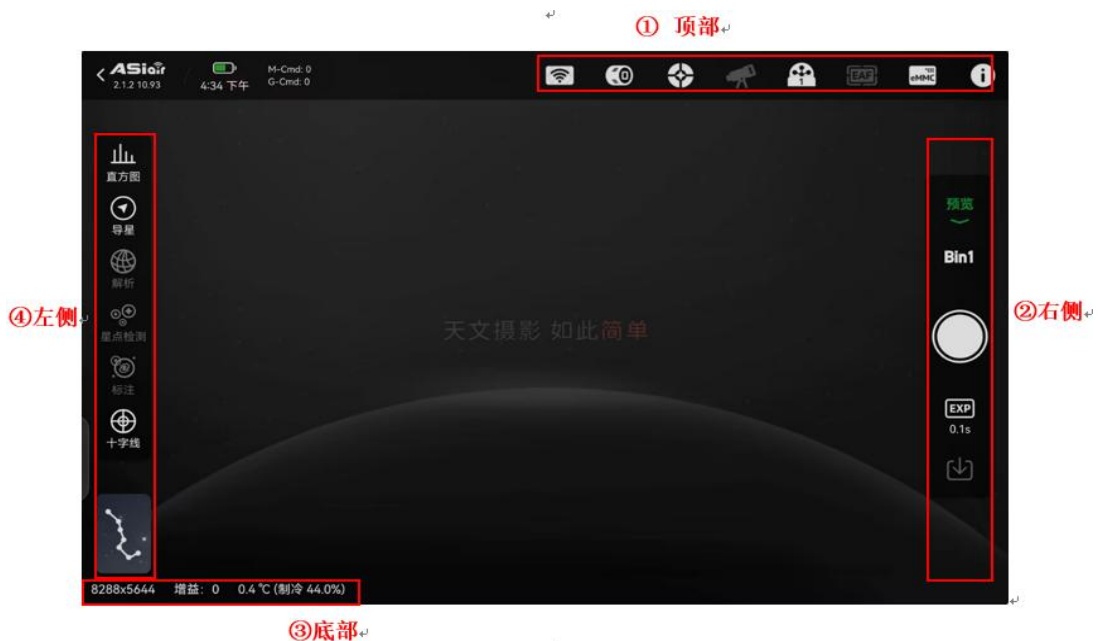 ① 顶部
ASiair
2.1.2 10.93
4:34 下午
M-Cmd: 0
G-Cmd: 0
0
1
EAF
eMMC
i
直方图
导星
解析
星点检测
标注
十字线
④左侧
天文摄影 如此简单
预览
Bin1
EXP
0.1s
②右侧
8288x5644 增益: 0 0.4 ℃ (制冷 44.0%)
③底部